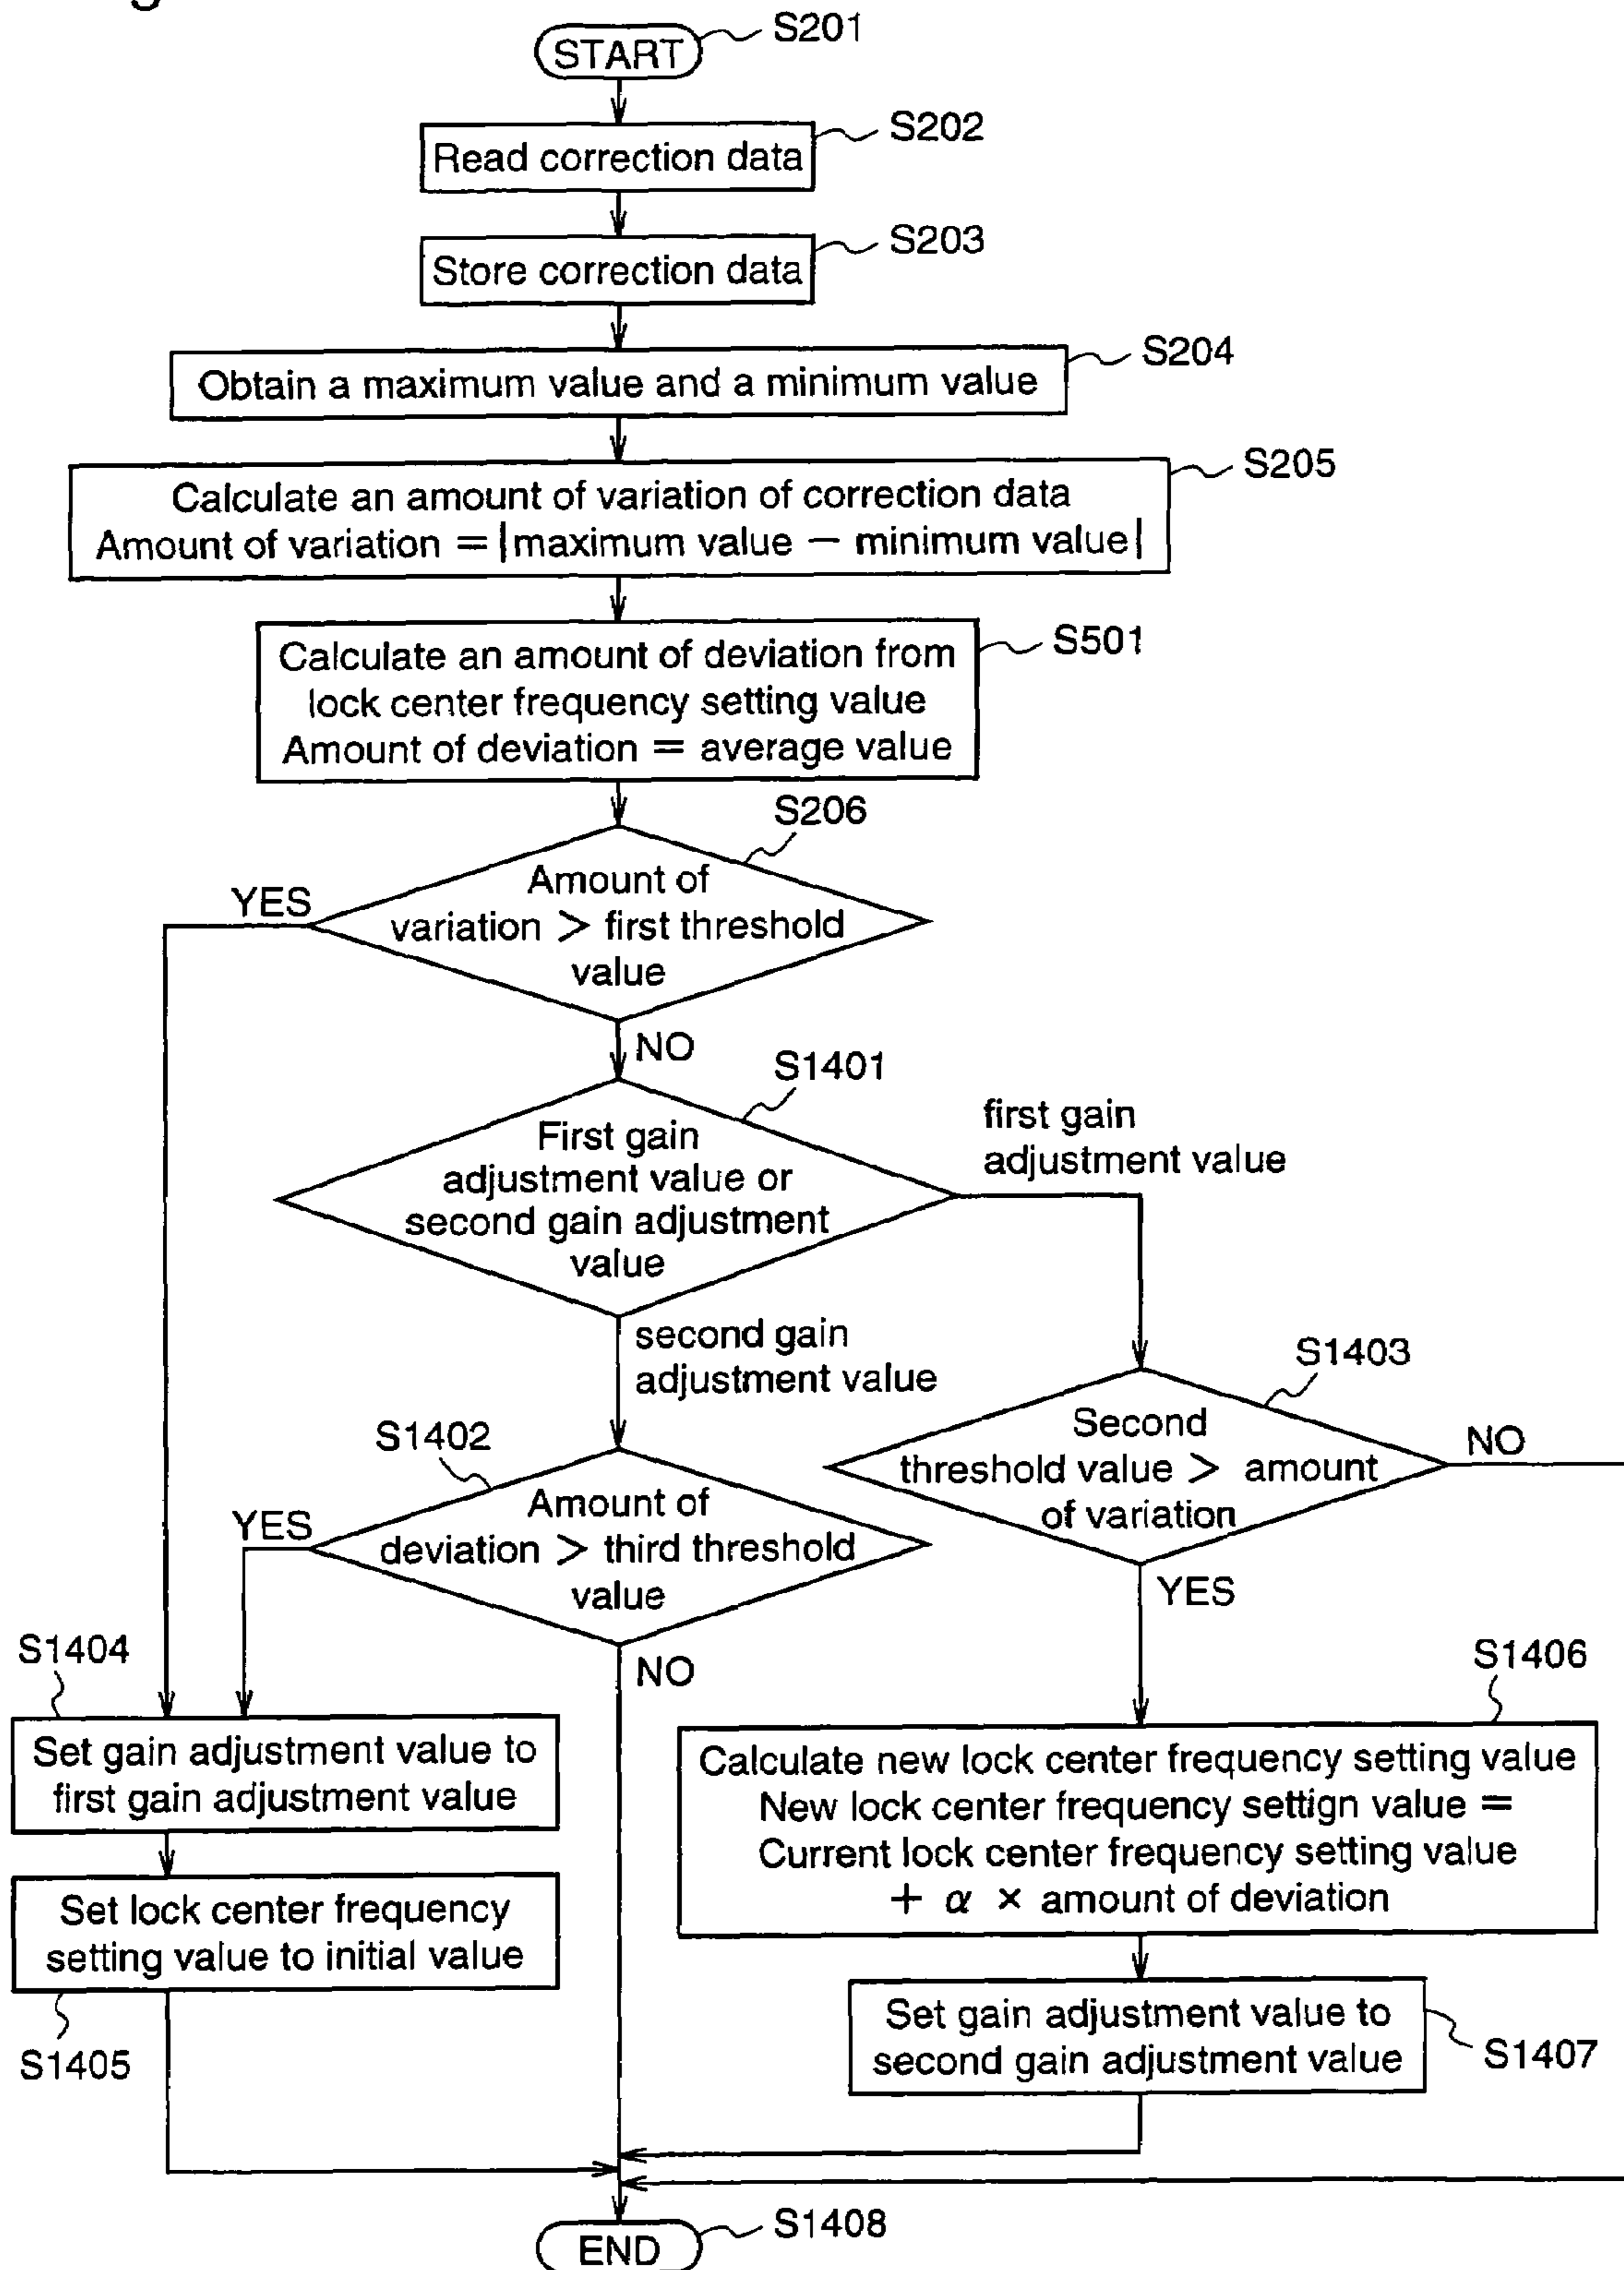 START
S201
Read correction data
S202
Store correction data
S203
Obtain a maximum value and a minimum value
S204
Calculate an amount of variation of correction data
Amount of variation = |maximum value − minimum value|
S205
Calculate an amount of deviation from
lock center frequency setting value
Amount of deviation = average value
S501
S206
Amount of
variation > first threshold
value
YES
NO
S1401
First gain
adjustment value or
second gain adjustment
value
first gain
adjustment value
second gain
adjustment value
S1402
Amount of
deviation > third threshold
value
YES
NO
S1403
Second
threshold value > amount
of variation
NO
YES
S1404
Set gain adjustment value to
first gain adjustment value
Set lock center frequency
setting value to initial value
S1405
S1406
Calculate new lock center frequency setting value
New lock center frequency settign value =
Current lock center frequency setting value
+ α × amount of deviation
Set gain adjustment value to
second gain adjustment value
S1407
END
S1408